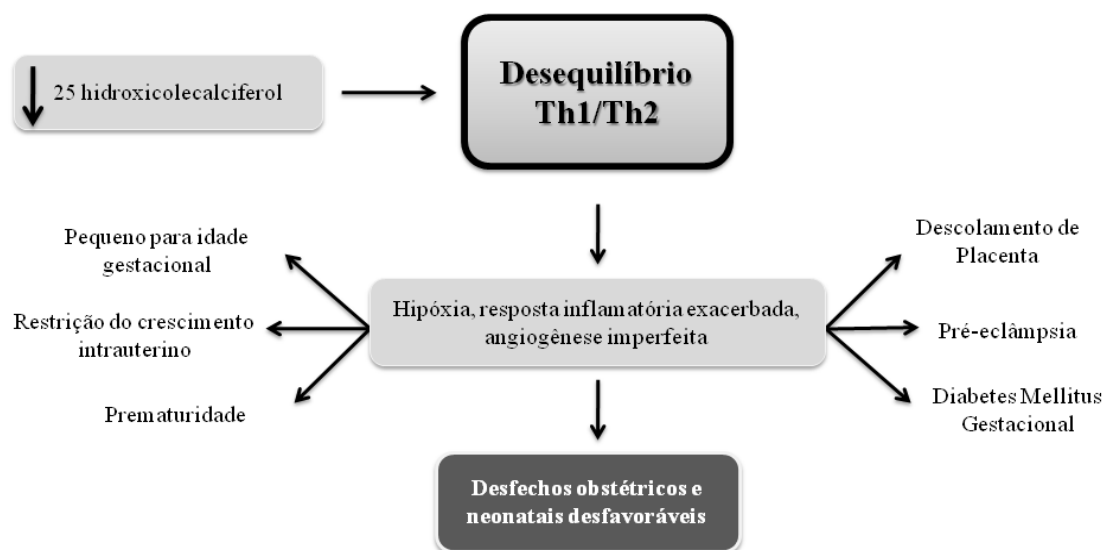 25 hidroxicolecalciferol
Desequilíbrio
Th1/Th2
Pequeno para idade
gestacional
Restrição do crescimento
intrauterino
Prematuridade
Hipóxia, resposta inflamatória exacerbada,
angiogênese imperfeita
Descolamento de
Placenta
Pré-eclâmpsia
Diabetes Mellitus
Gestacional
Desfechos obstétricos e
neonatais desfavoráveis